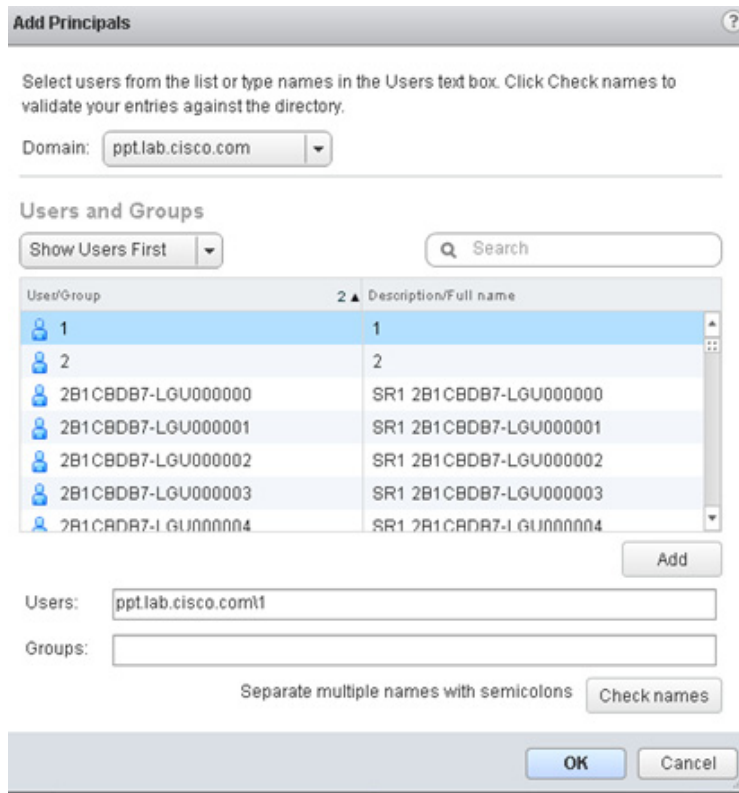 Add Principals ?
Select users from the list or type names in the Users text box. Click Check names to
validate your entries against the directory.
Domain: ppt.lab.cisco.com
Users and Groups
Show Users First Search
User/Group 2 Description/Full name
1 1
2 2
2B1CBDB7-LGU000000 SR1 2B1CBDB7-LGU000000
2B1CBDB7-LGU000001 SR1 2B1CBDB7-LGU000001
2B1CBDB7-LGU000002 SR1 2B1CBDB7-LGU000002
2B1CBDB7-LGU000003 SR1 2B1CBDB7-LGU000003
2B1CBDB7-LGU000004 SR1 2B1CBDB7-LGU000004
Add
Users: ppt.lab.cisco.com\1
Groups:
Separate multiple names with semicolons Check names
OK Cancel